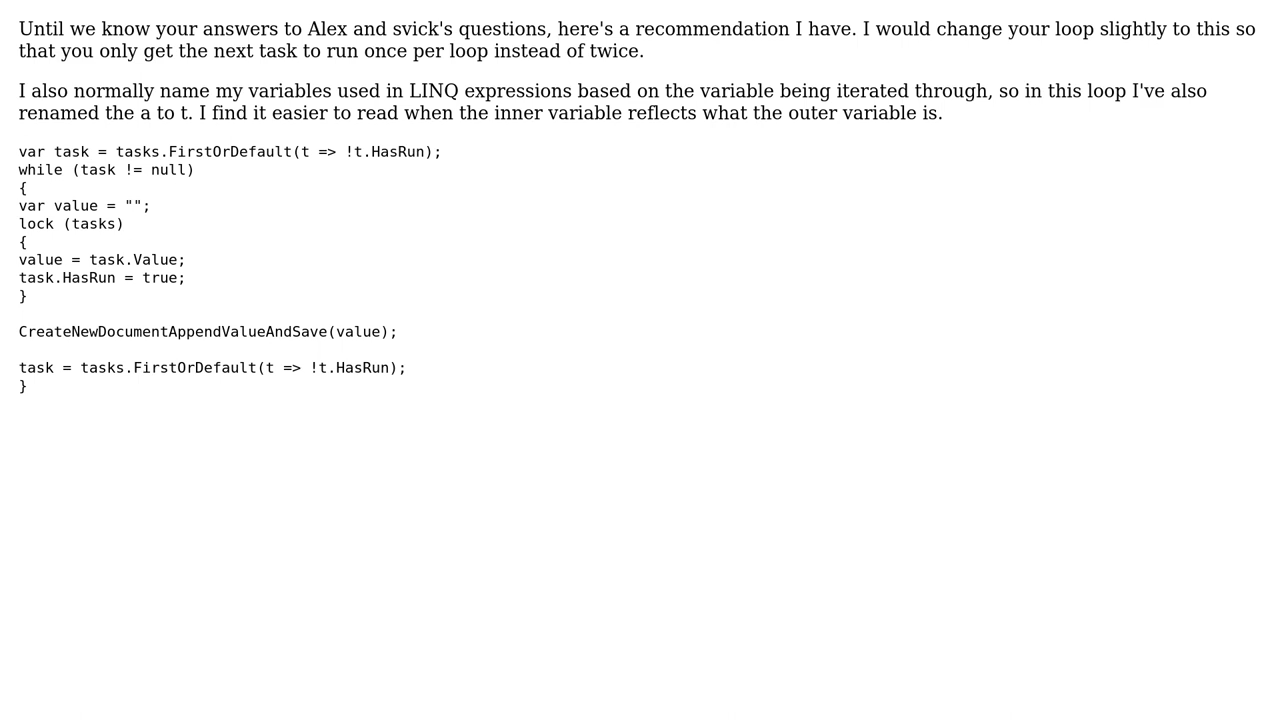 Until we know your answers to Alex and svick's questions, here's a recommendation I have. I would change your loop slightly to this so
that you only get the next task to run once per loop instead of twice.
I also normally name my variables used in LINQ expressions based on the variable being iterated through, so in this loop I've also
renamed the a to t. I find it easier to read when the inner variable reflects what the outer variable is.
var task = tasks.FirstOrDefault(t => !t.HasRun);
while (task != null)
{
var value = "";
lock (tasks)
{
value = task.Value;
task.HasRun = true;
}
CreateNewDocumentAppendValueAndSave(value);
task = tasks.FirstOrDefault(t => !t.HasRun);
}